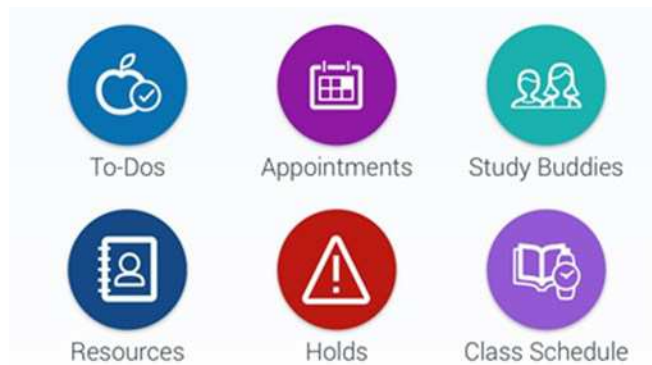 To-Dos
Appointments
Study Buddies
Resources
Holds
Class Schedule